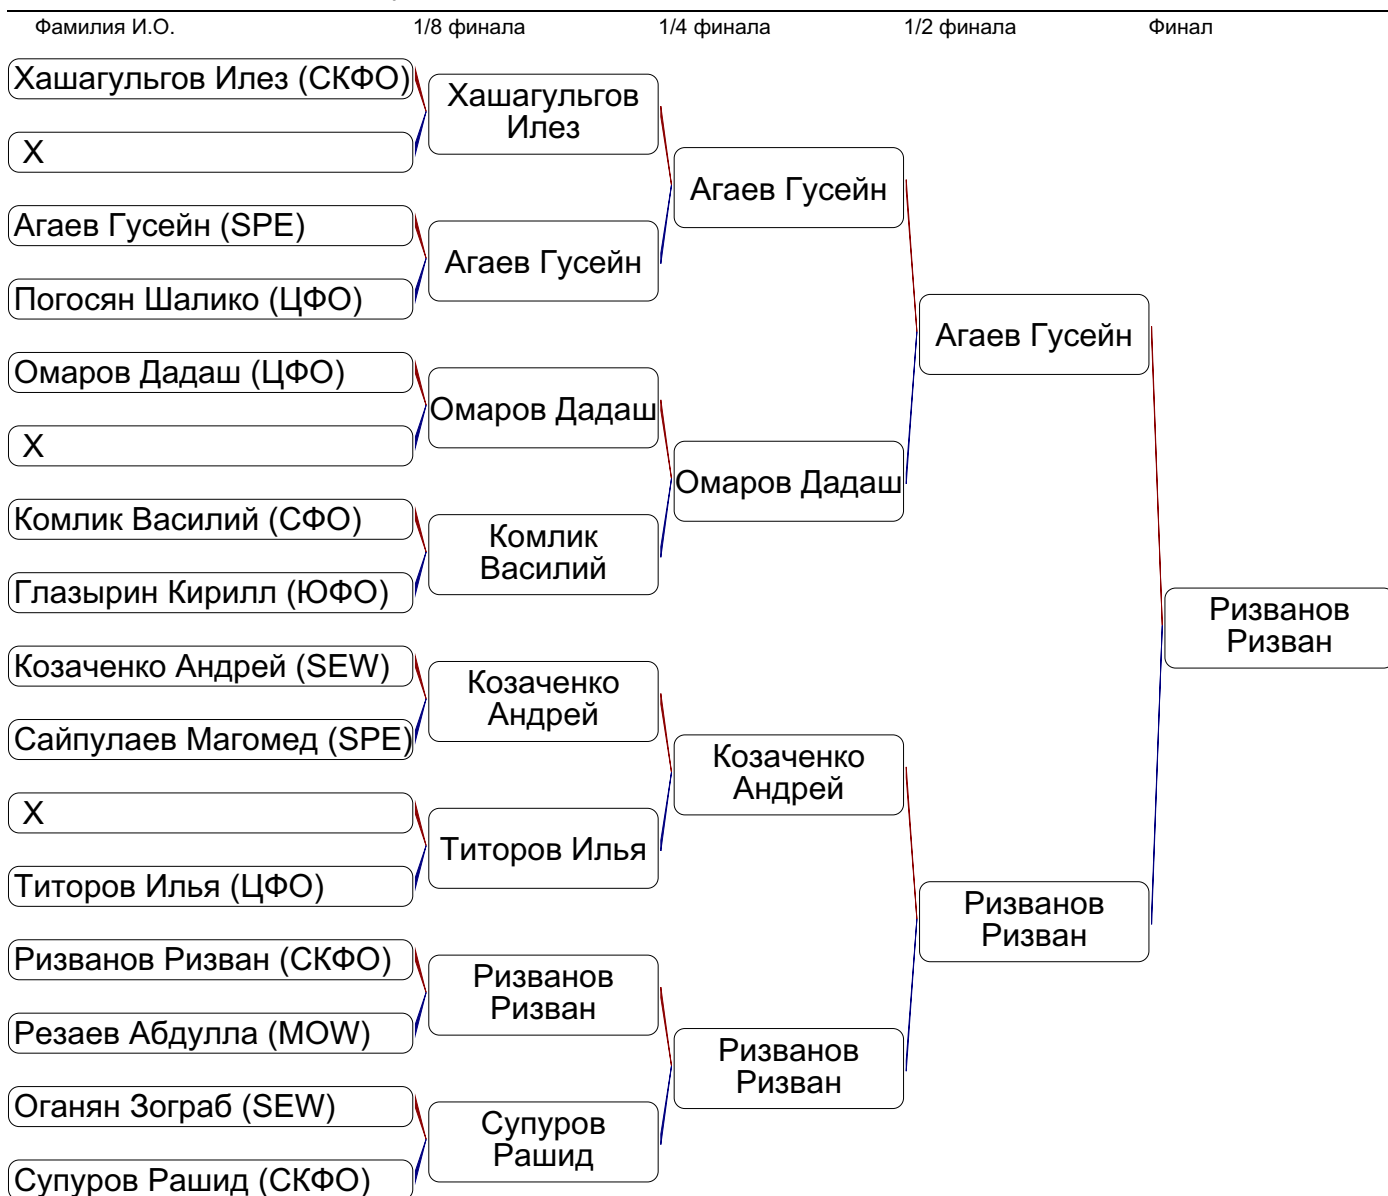 Фамилия И.О.
1/8 финала
1/4 финала
1/2 финала
Финал
Хашагульгов Илез (СКФО)
X
Агаев Гусейн (SPE)
Погосян Шалико (ЦФО)
Омаров Дадаш (ЦФО)
X
Комлик Василий (СФО)
Глазырин Кирилл (ЮФО)
Козаченко Андрей (SEW)
Сайпулаев Магомед (SPE)
X
Титоров Илья (ЦФО)
Ризванов Ризван (СКФО)
Резаев Абдулла (MOW)
Оганян Зограб (SEW)
Супуров Рашид (СКФО)
Хашагульгов
Илез
Агаев Гусейн
Омаров Дадаш
Комлик
Василий
Козаченко
Андрей
Титоров Илья
Ризванов
Ризван
Супуров
Рашид
Агаев Гусейн
Омаров Дадаш
Козаченко
Андрей
Ризванов
Ризван
Агаев Гусейн
Ризванов
Ризван
Ризванов
Ризван